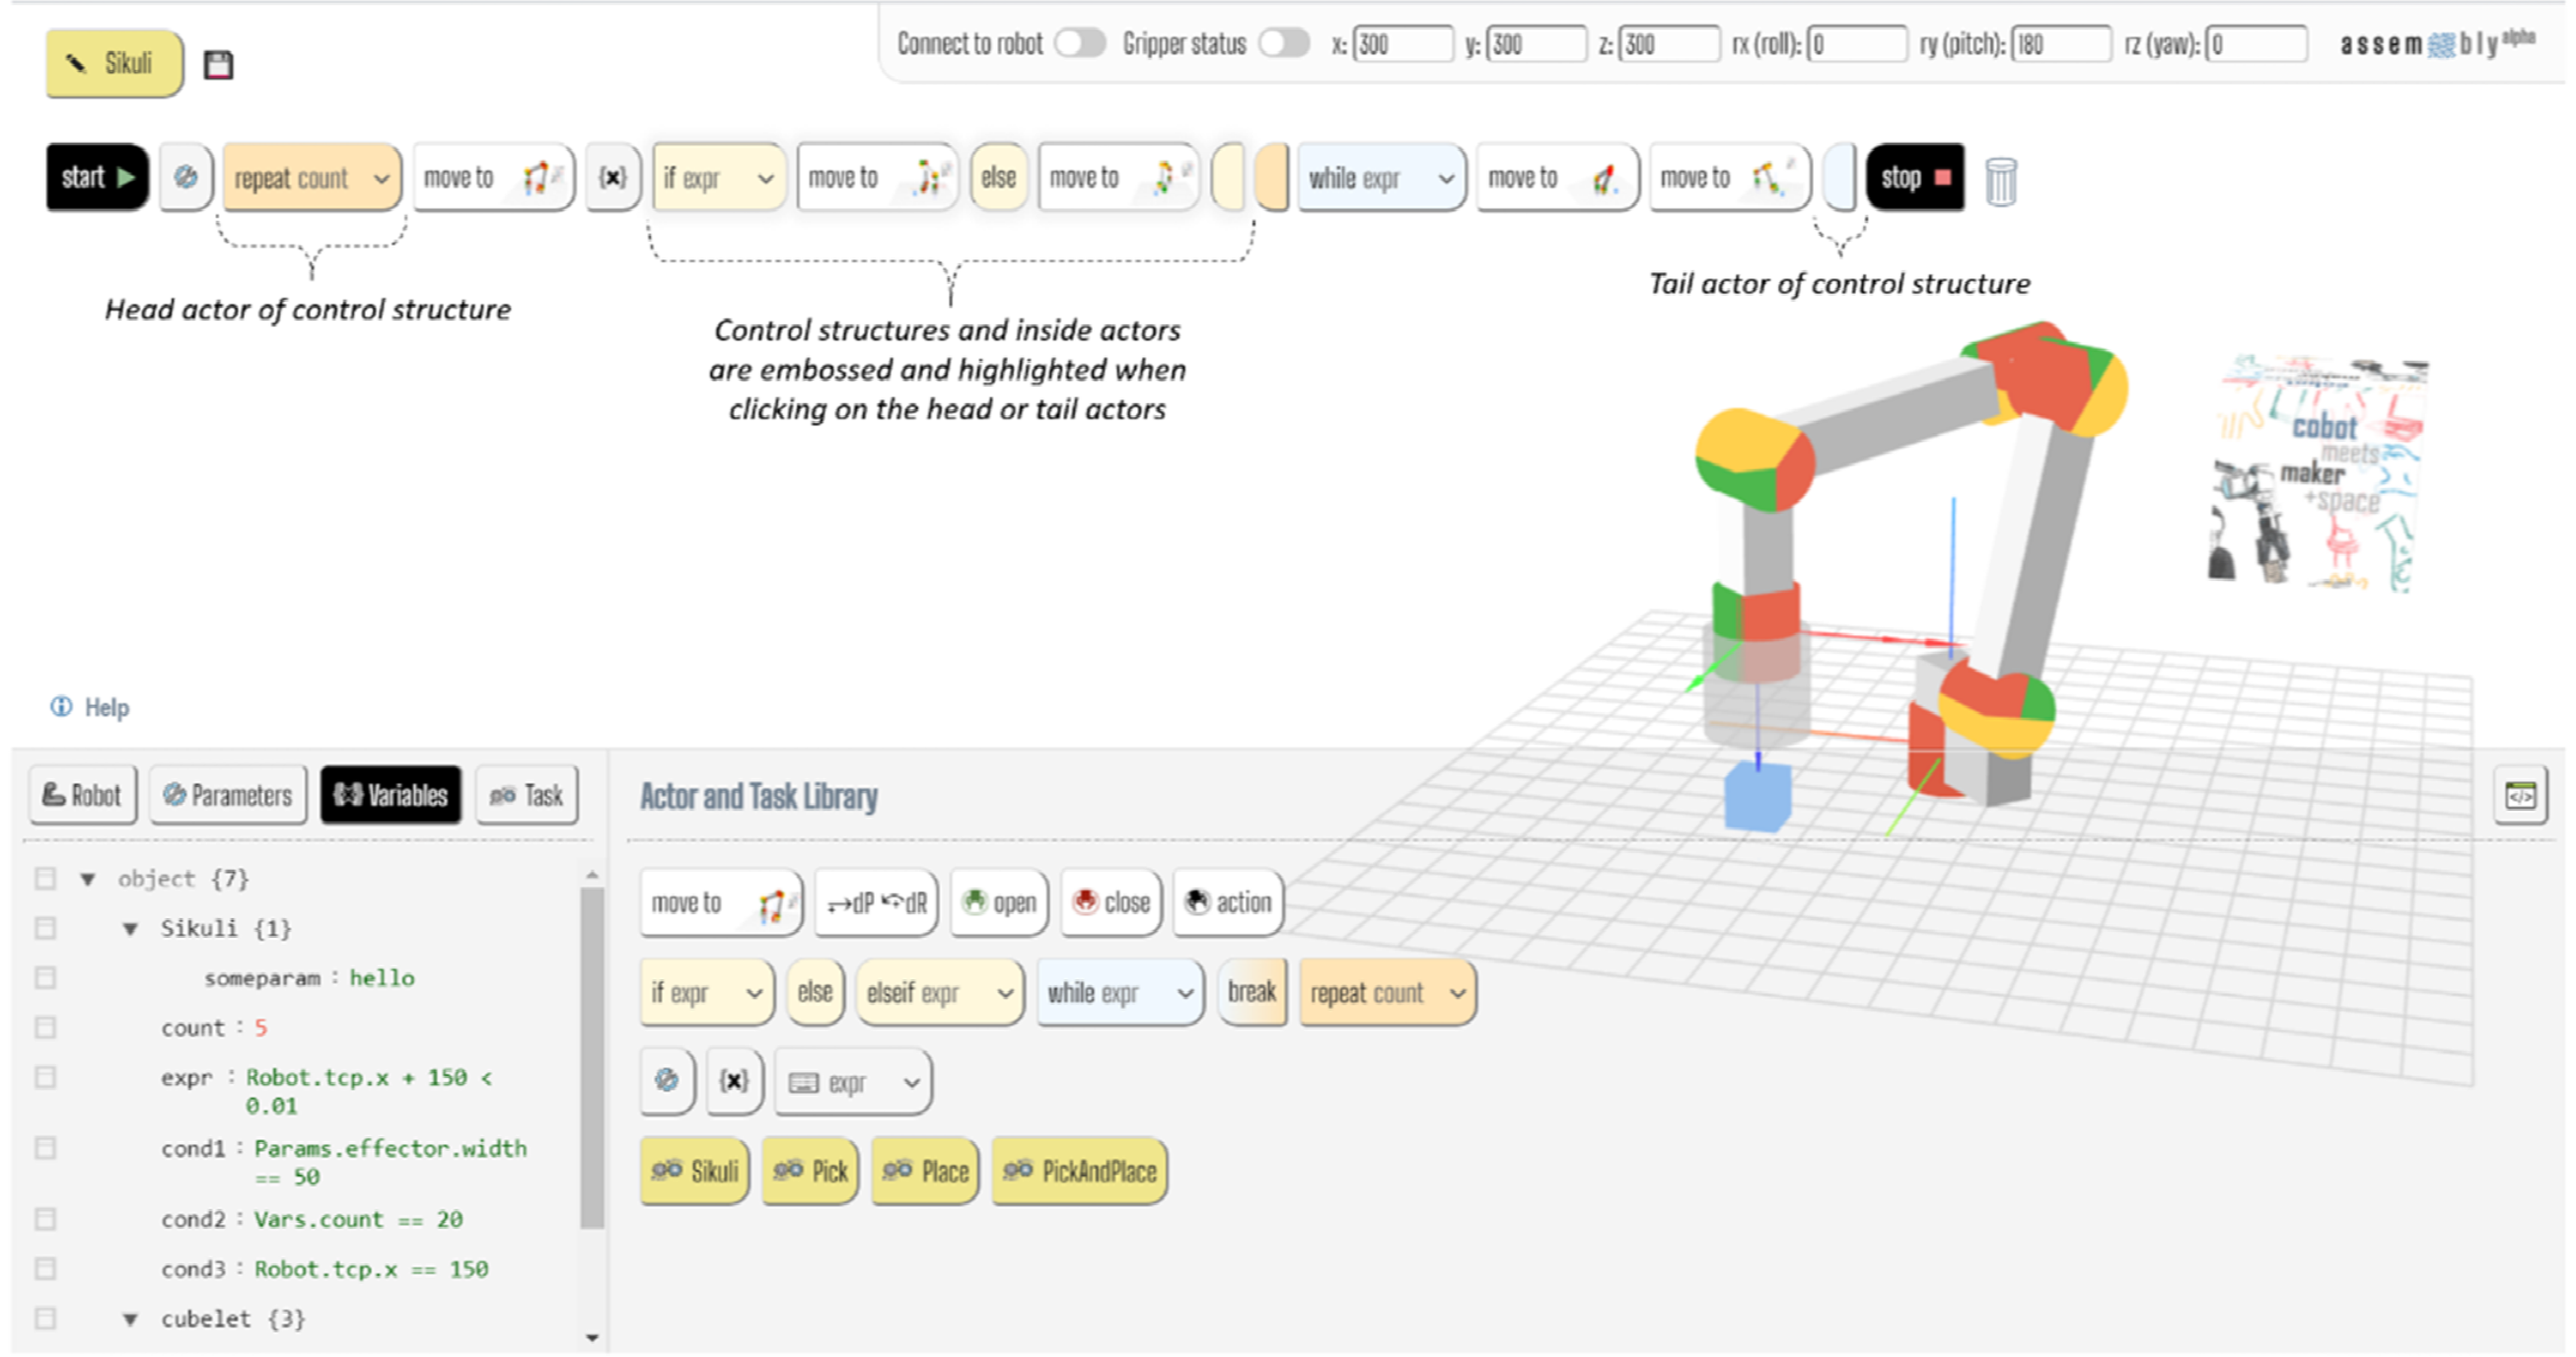 Sikuli
Connect to robot Gripper status x: 300 y: 300 z: 300 rx (roll): 0 ry (pitch): 180 rz (yaw): 0 assembly alpha
start repeat count move to {x} if expr move to else move to while expr move to move to stop
Head actor of control structure
Control structures and inside actors
are embossed and highlighted when
clicking on the head or tail actors
Tail actor of control structure
cobot
meets
maker
+space
Help
Robot Parameters {x} Variables Task
object {7}
Sikuli {1}
someparam : hello
count : 5
expr : Robot.tcp.x + 150 <
0.01
cond1 : Params.effector.width
== 50
cond2 : Vars.count == 20
cond3 : Robot.tcp.x == 150
cubelet {3}
Actor and Task Library
</>
move to →dP dR open close action
if expr else elseif expr while expr break repeat count
{x} expr
Sikuli Pick Place PickAndPlace